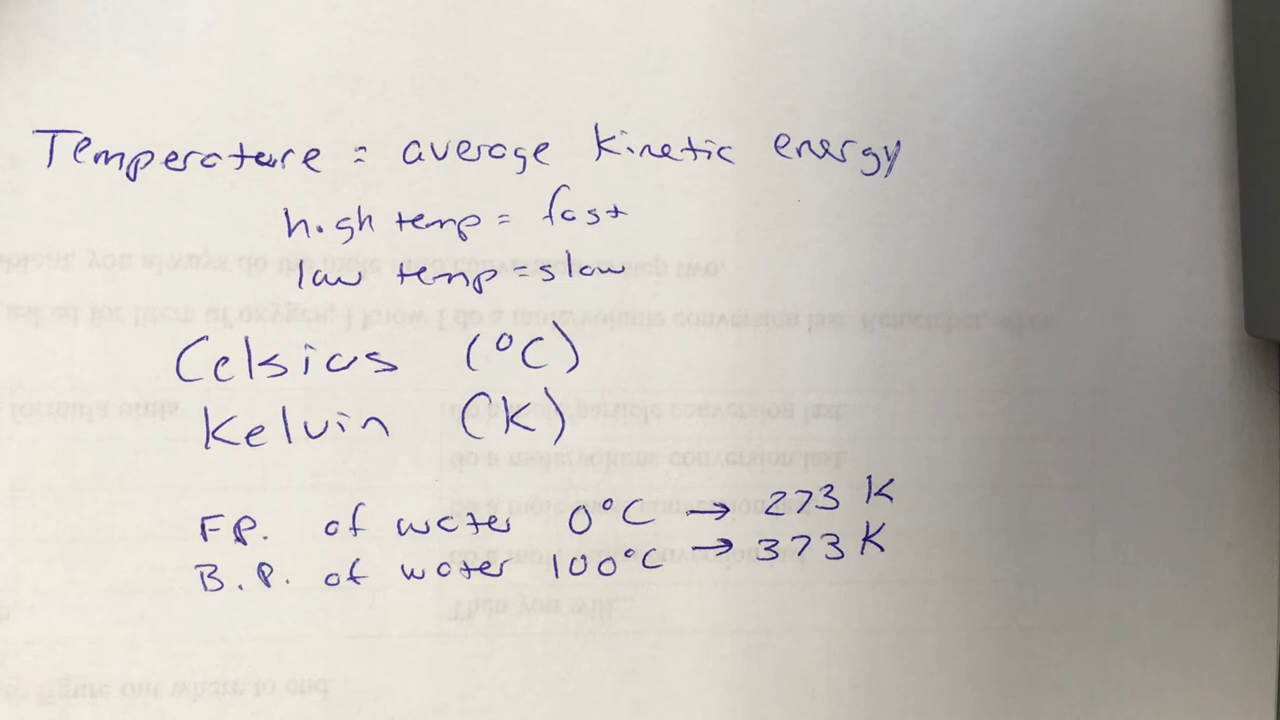 Temperature = average kinetic energy
high temp = fast
low temp = slow
Celsius (°C)
Kelvin (K)
F.P. of water 0°C → 273 K
B.P. of water 100°C → 373 K